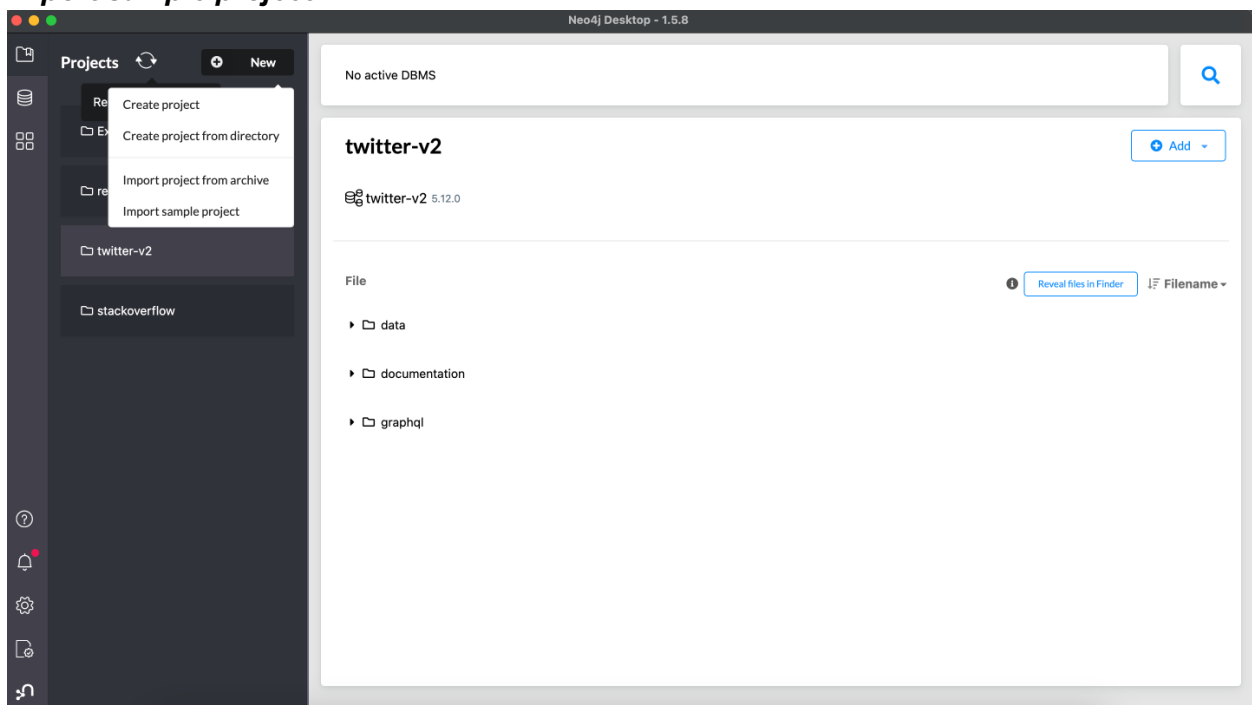 Neo4j Desktop - 1.5.8
Projects
New
Create project
Create project from directory
Import project from archive
Import sample project
twitter-v2
stackoverflow
No active DBMS
twitter-v2
Add
twitter-v2 5.12.0
File
Reveal files in Finder
Filename
data
documentation
graphql